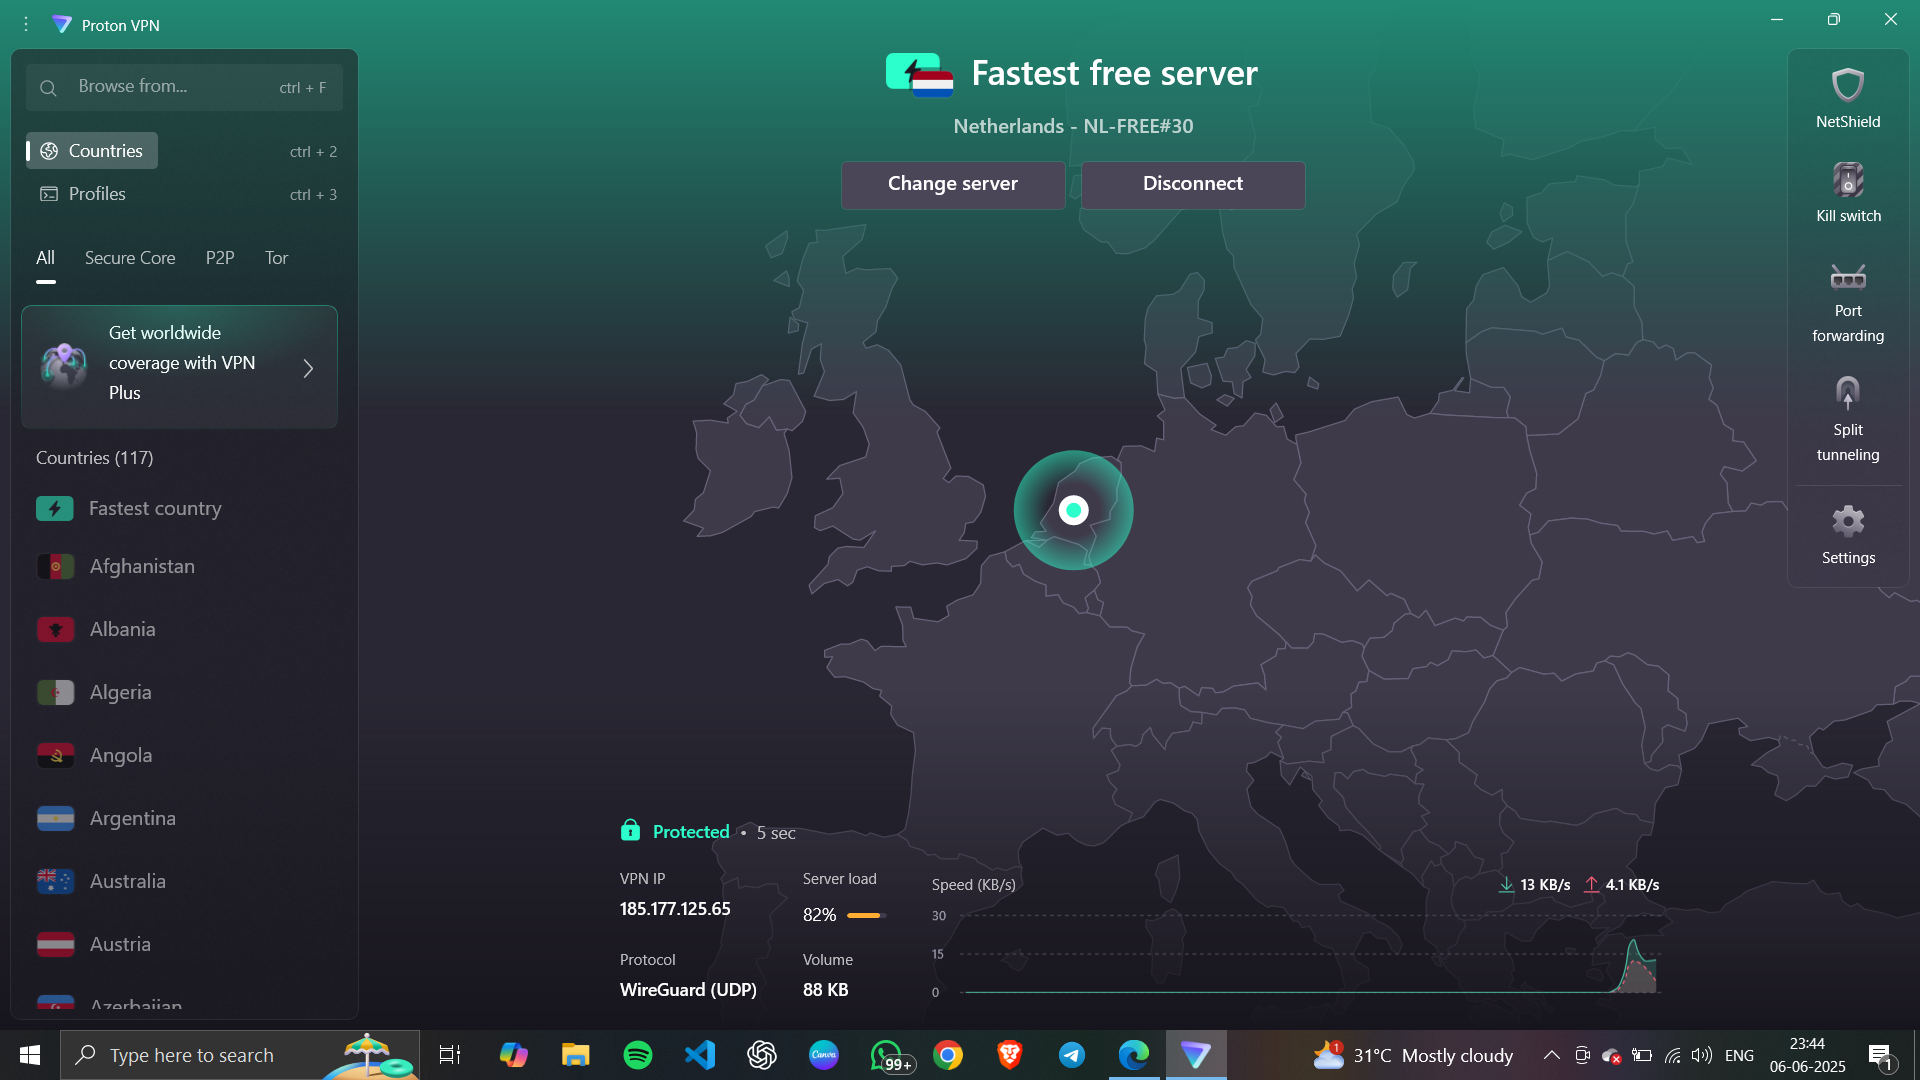 Proton VPN
Browse from...
ctrl + F
Countries
ctrl + 2
Profiles
ctrl + 3
All
Secure Core
P2P
Tor
Get worldwide
coverage with VPN
Plus
Countries (117)
Fastest country
Afghanistan
Albania
Algeria
Angola
Argentina
Australia
Austria
Azerbaijan
Fastest free server
Netherlands - NL-FREE#30
Change server
Disconnect
NetShield
Kill switch
Port
forwarding
Split
tunneling
Settings
Protected • 5 sec
VPN IP
185.177.125.65
Server load
82%
Protocol
WireGuard (UDP)
Volume
88 KB
Speed (KB/s)
13 KB/s
4.1 KB/s
30
15
0
Type here to search
Canva
99+
1
31°C Mostly cloudy
ENG
23:44
06-06-2025
1